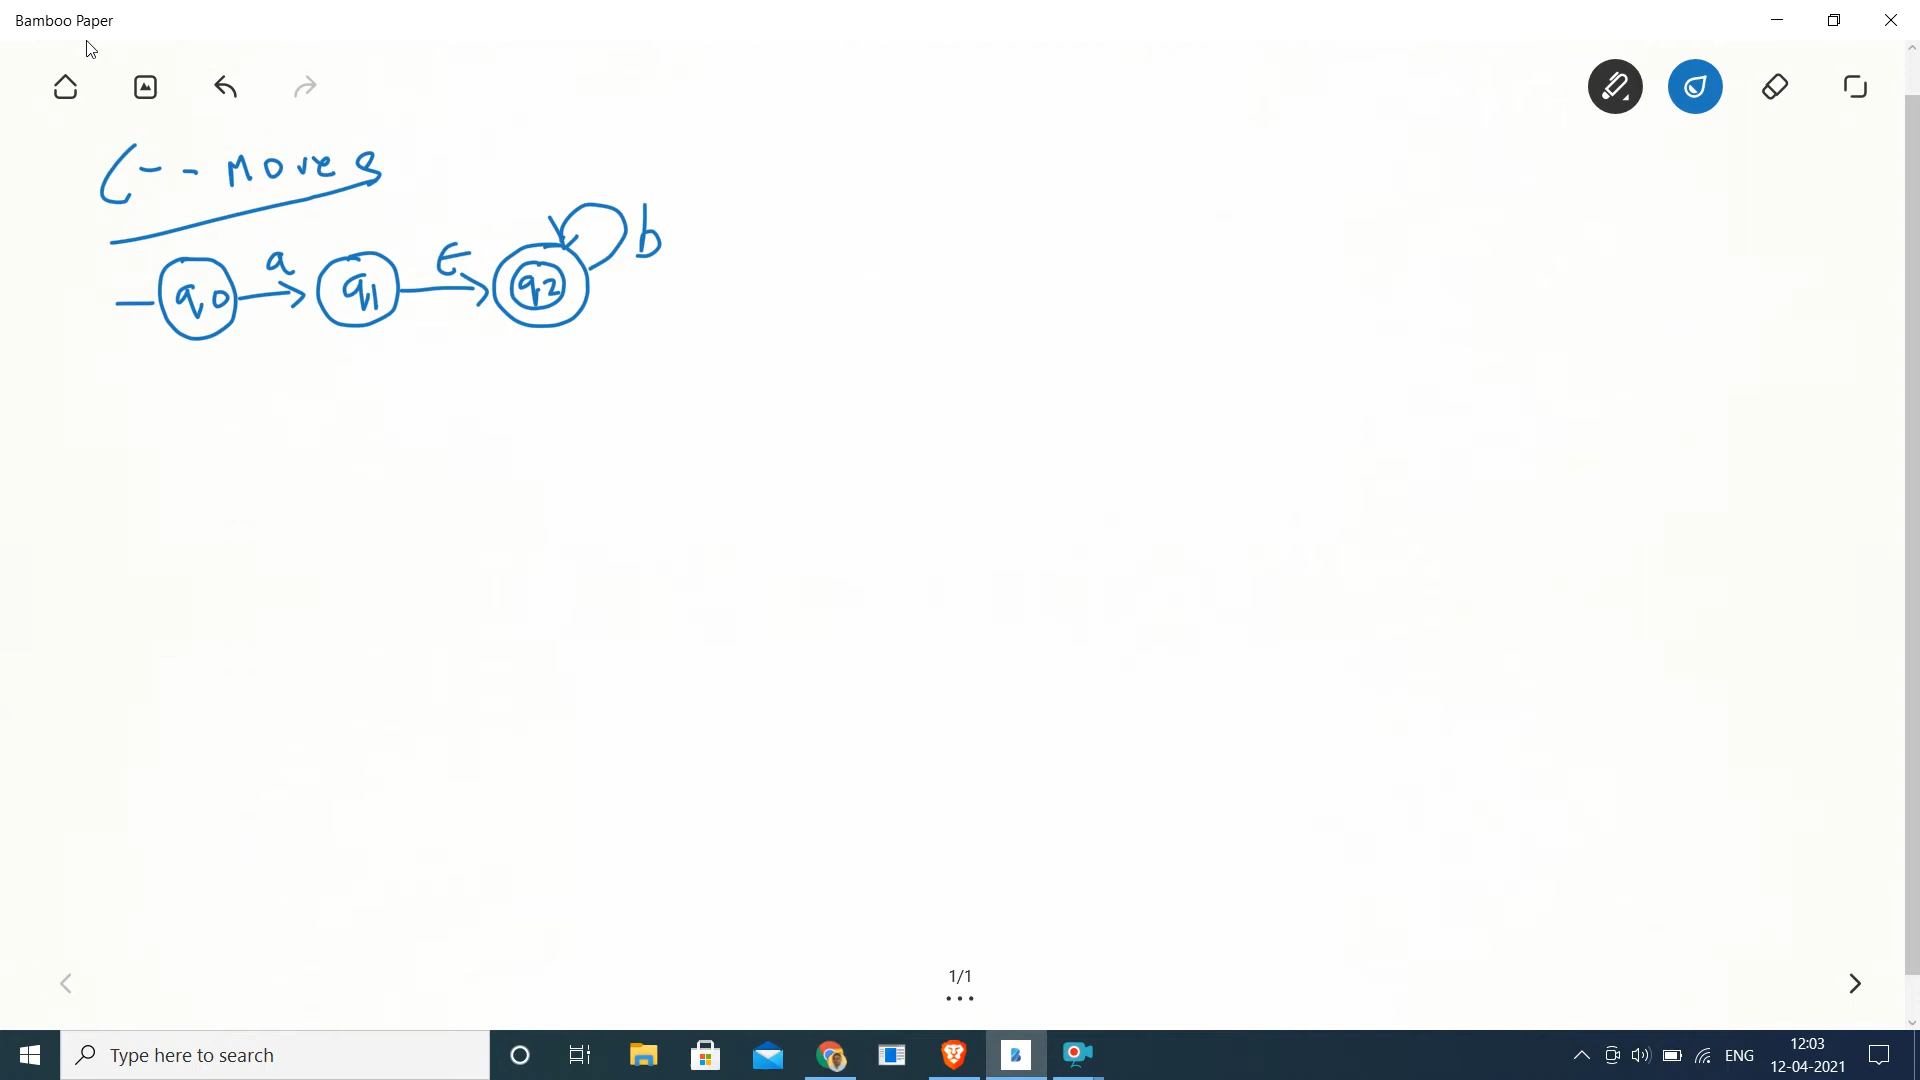 Bamboo Paper
(-- Moves
a
E
b
q0
q1
q2
1/1
Type here to search
ENG
12:03
12-04-2021